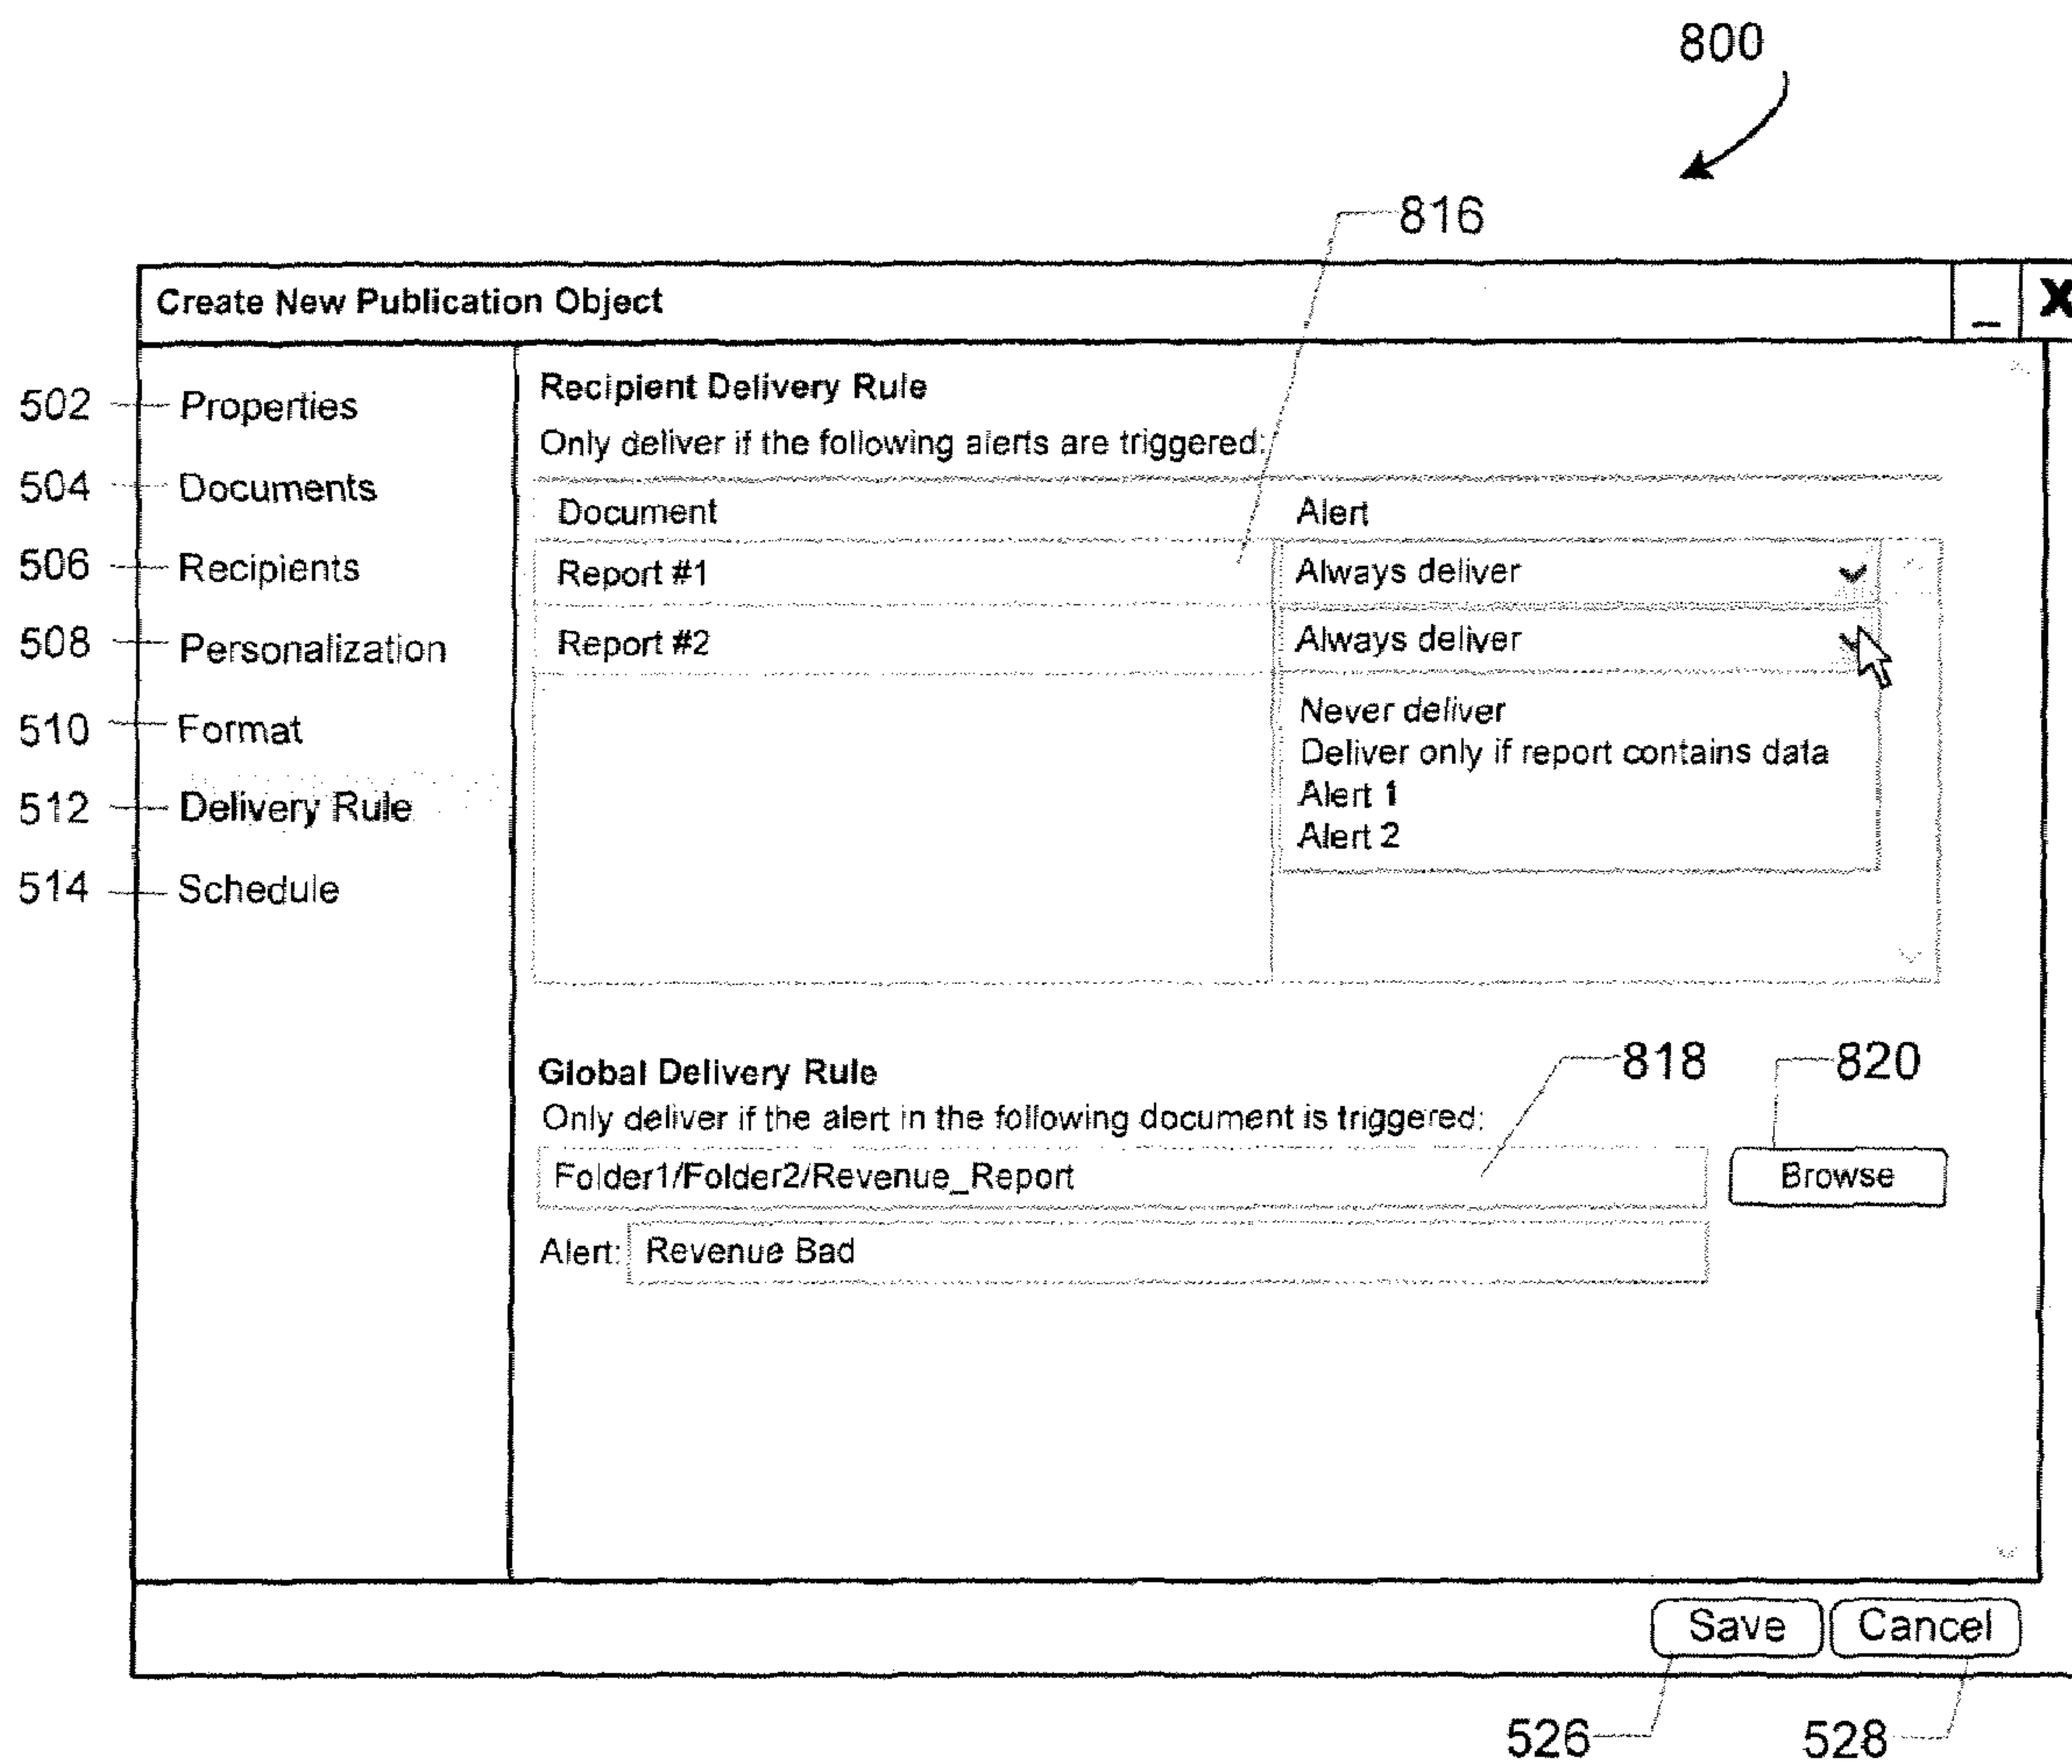 800
816
Create New Publication Object
_ X
502 Properties
504 Documents
506 Recipients
508 Personalization
510 Format
512 Delivery Rule
514 Schedule
Recipient Delivery Rule
Only deliver if the following alerts are triggered:
Document Alert
Report #1 Always deliver
Report #2 Always deliver
Never deliver
Deliver only if report contains data
Alert 1
Alert 2
Global Delivery Rule
818
820
Only deliver if the alert in the following document is triggered:
Folder1/Folder2/Revenue_Report
Browse
Alert: Revenue Bad
Save Cancel
526 528